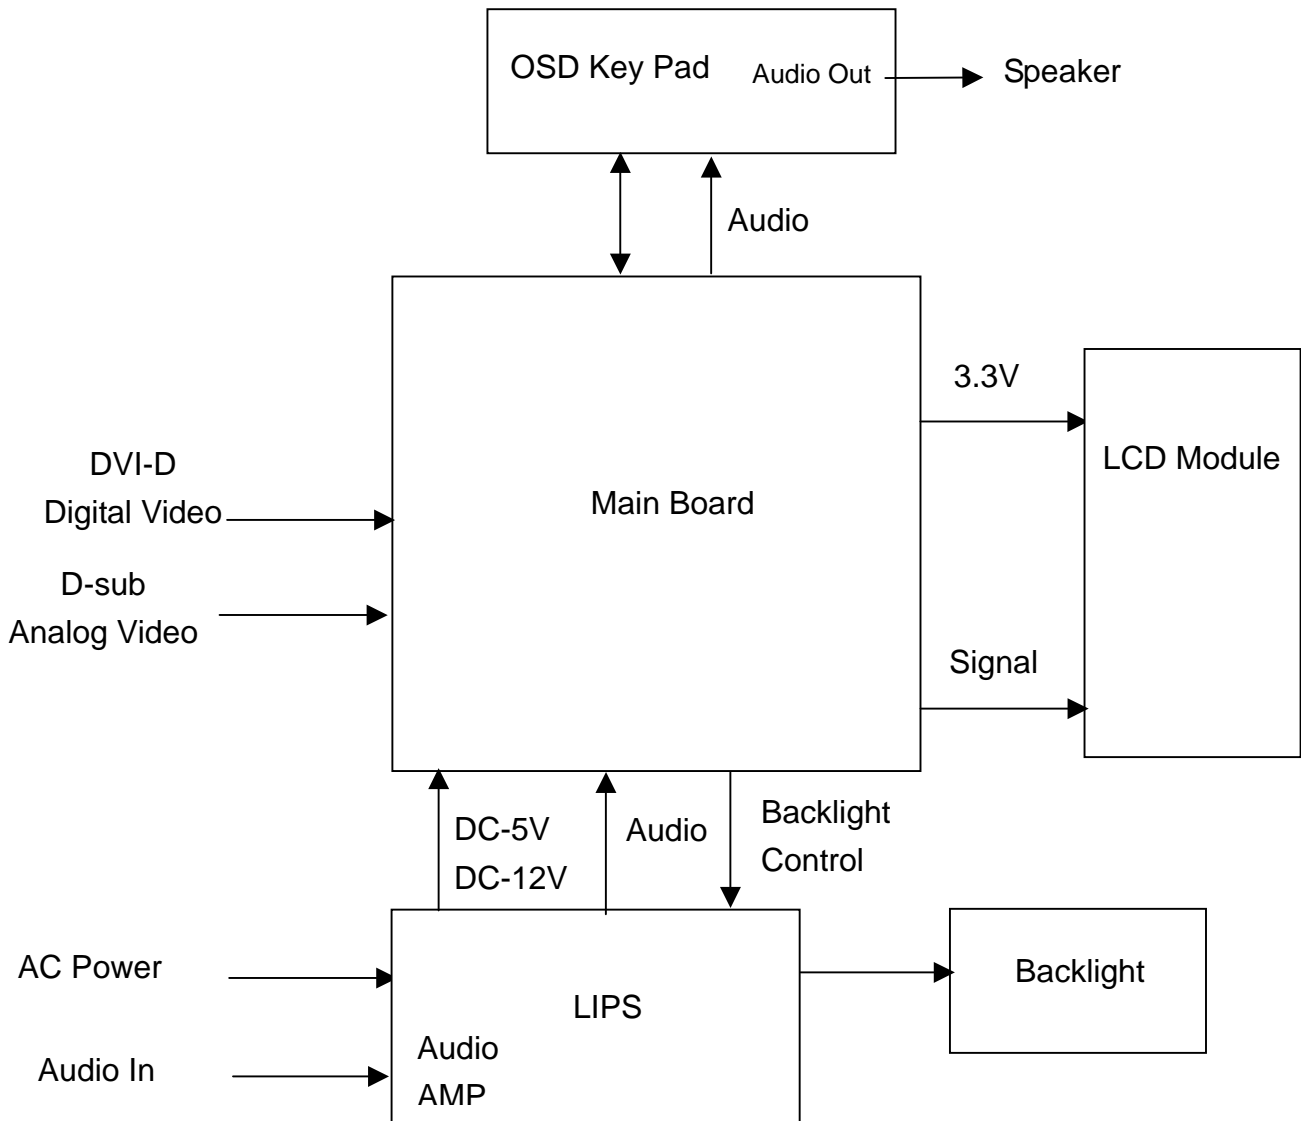 OSD Key Pad
Audio Out
Speaker
Audio
3.3V
LCD Module
DVI-D
Digital Video
Main Board
D-sub
Analog Video
Signal
DC-5V
DC-12V
Audio
Backlight
Control
AC Power
LIPS
Backlight
Audio In
Audio
AMP